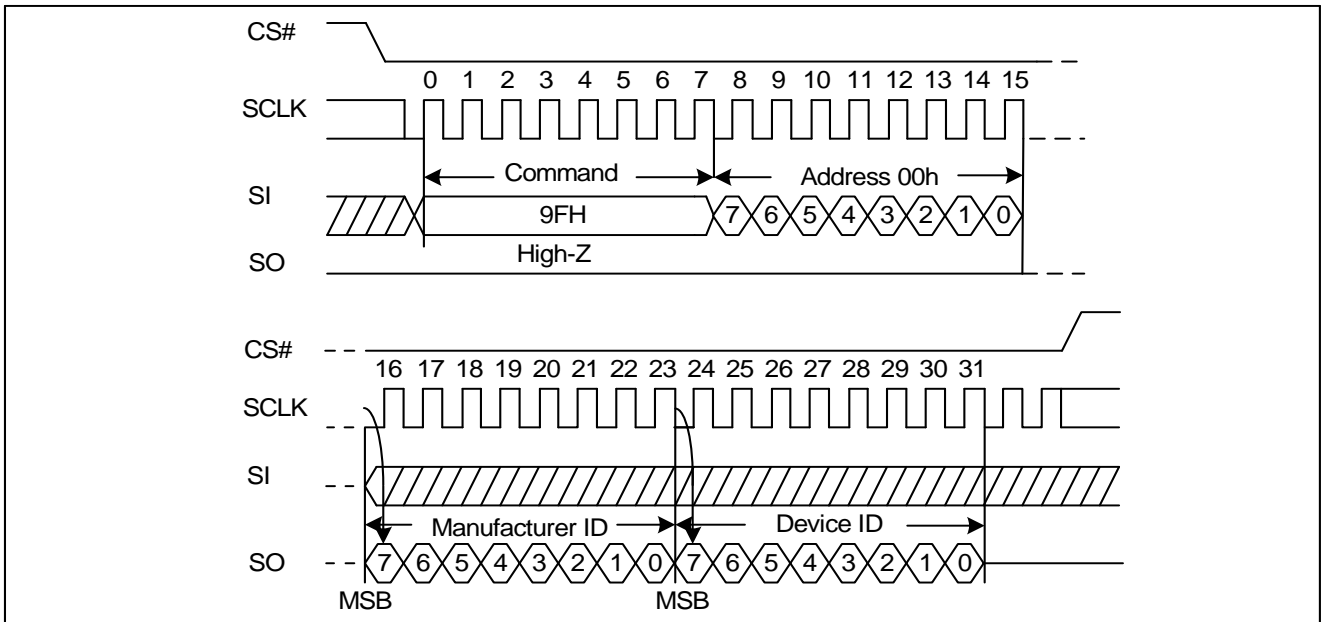 CS#
0 1 2 3 4 5 6 7 8 9 10 11 12 13 14 15
SCLK
Command Address 00h
SI
9FH 7 6 5 4 3 2 1 0
High-Z
SO
CS#
16 17 18 19 20 21 22 23 24 25 26 27 28 29 30 31
SCLK
SI
Manufacturer ID Device ID
SO 7 6 5 4 3 2 1 0 7 6 5 4 3 2 1 0
MSB MSB